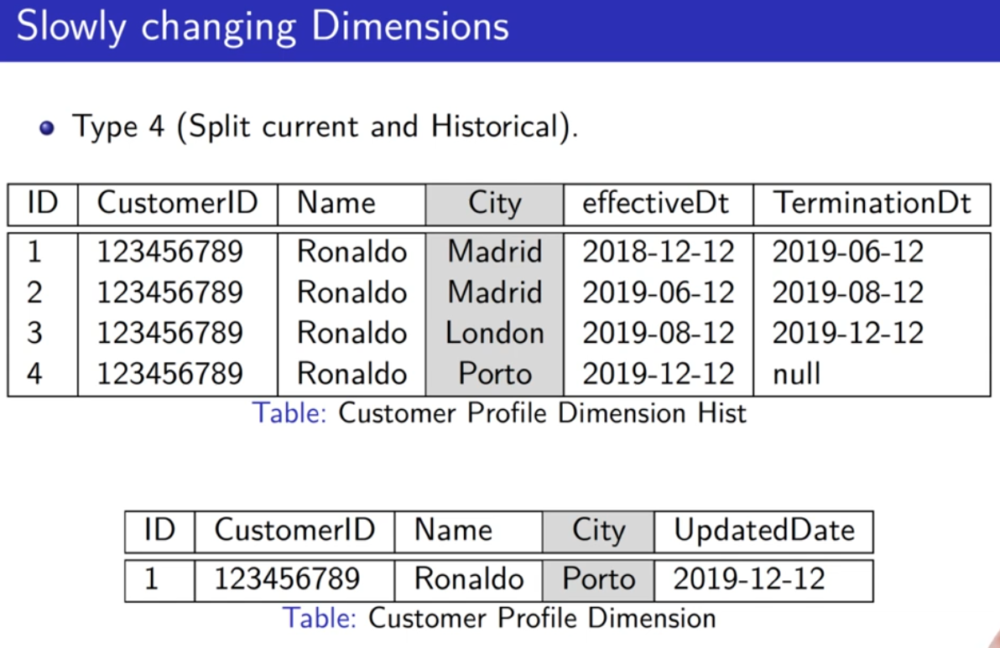 Slowly changing Dimensions
Type 4 (Split current and Historical).
ID CustomerID Name City effectiveDt TerminationDt
1 123456789 Ronaldo Madrid 2018-12-12 2019-06-12
2 123456789 Ronaldo Madrid 2019-06-12 2019-08-12
3 123456789 Ronaldo London 2019-08-12 2019-12-12
4 123456789 Ronaldo Porto 2019-12-12 null
Table: Customer Profile Dimension Hist
ID CustomerID Name City UpdatedDate
1 123456789 Ronaldo Porto 2019-12-12
Table: Customer Profile Dimension